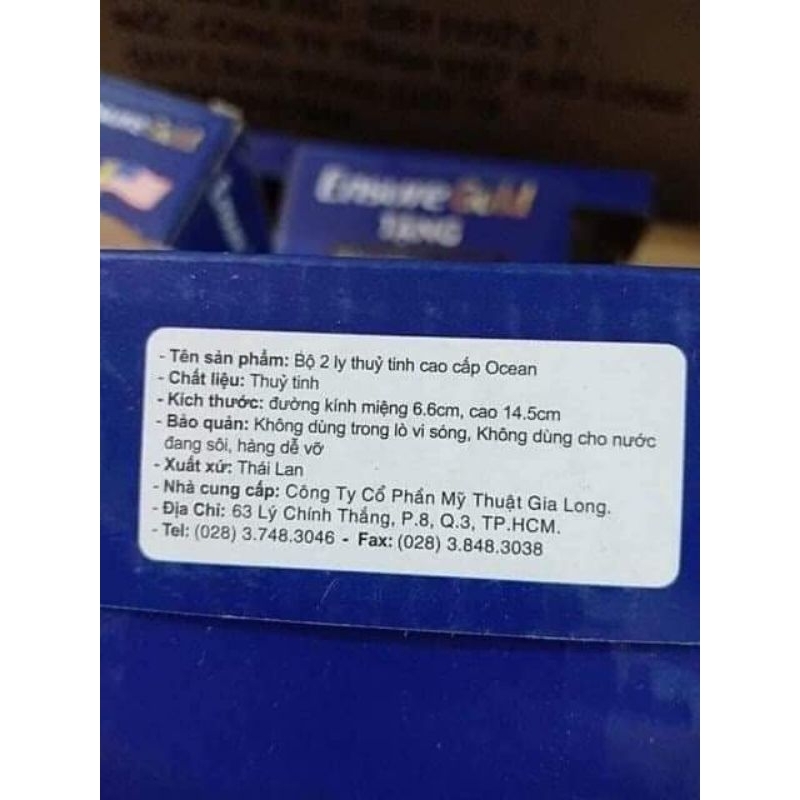 Ensure Gold
TẶNG
- Tên sản phẩm: Bộ 2 ly thuỷ tinh cao cấp Ocean
- Chất liệu: Thuỷ tinh
- Kích thước: đường kính miệng 6.6cm, cao 14.5cm
- Bảo quản: Không dùng trong lò vi sóng, Không dùng cho nước
đang sôi, hàng dễ vỡ
- Xuất xứ: Thái Lan
- Nhà cung cấp: Công Ty Cổ Phần Mỹ Thuật Gia Long.
- Địa Chỉ: 63 Lý Chính Thắng, P.8, Q.3, TP.HCM.
- Tel: (028) 3.748.3046 - Fax: (028) 3.848.3038